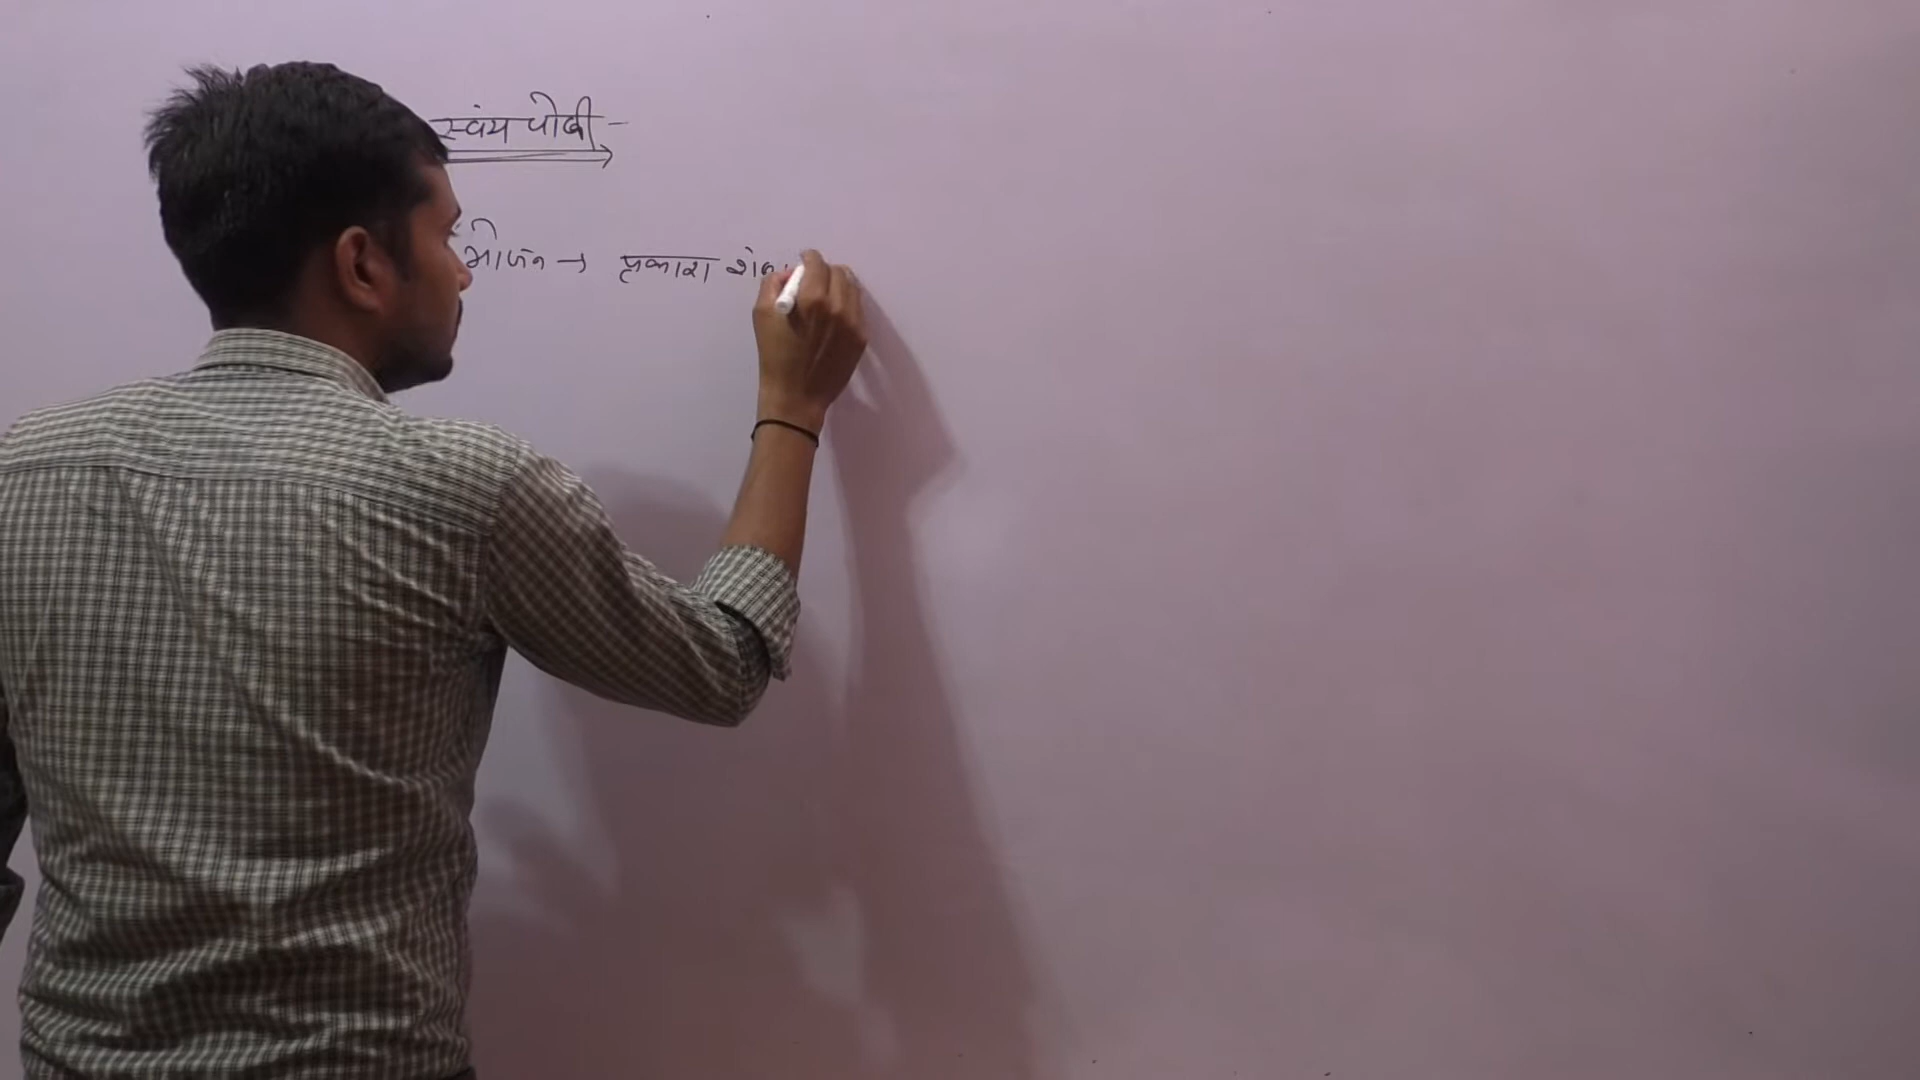 स्वंय पोषी -
भोजन → प्रकाश